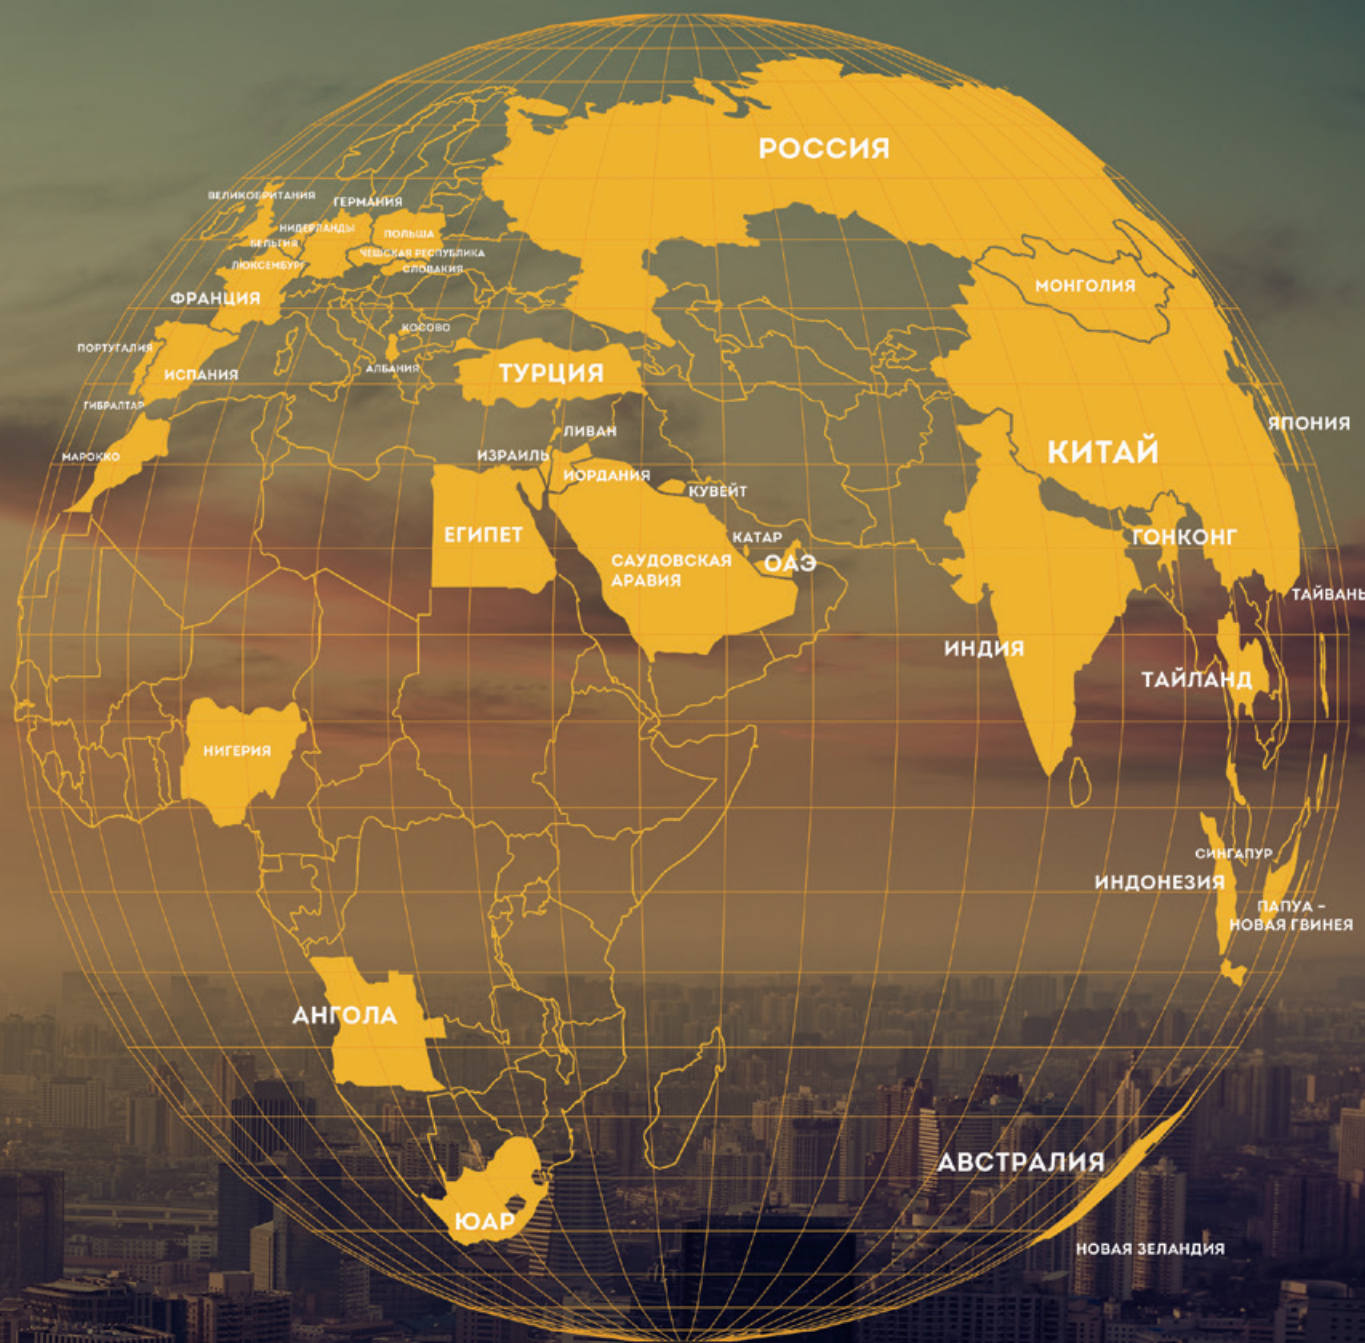 РОССИЯ
ВЕЛИКОБРИТАНИЯ
ГЕРМАНИЯ
НИДЕРЛАНДЫ
ПОЛЬША
БЕЛЬГИЯ
ЧЕШСКАЯ РЕСПУБЛИКА
ЛЮКСЕМБУРГ
СЛОВАКИЯ
МОНГОЛИЯ
ФРАНЦИЯ
КОСОВО
ПОРТУГАЛИЯ
АЛБАНИЯ
ИСПАНИЯ
ТУРЦИЯ
ГИБРАЛТАР
ЯПОНИЯ
ЛИВАН
КИТАЙ
МАРОККО
ИЗРАИЛЬ
ИОРДАНИЯ
КУВЕЙТ
ЕГИПЕТ
КАТАР
ГОНКОНГ
САУДОВСКАЯ
АРАВИЯ
ОАЭ
ТАЙВАНЬ
ИНДИЯ
ТАЙЛАНД
НИГЕРИЯ
СИНГАПУР
ИНДОНЕЗИЯ
ПАПУА –
НОВАЯ ГВИНЕЯ
АНГОЛА
АВСТРАЛИЯ
ЮАР
НОВАЯ ЗЕЛАНДИЯ